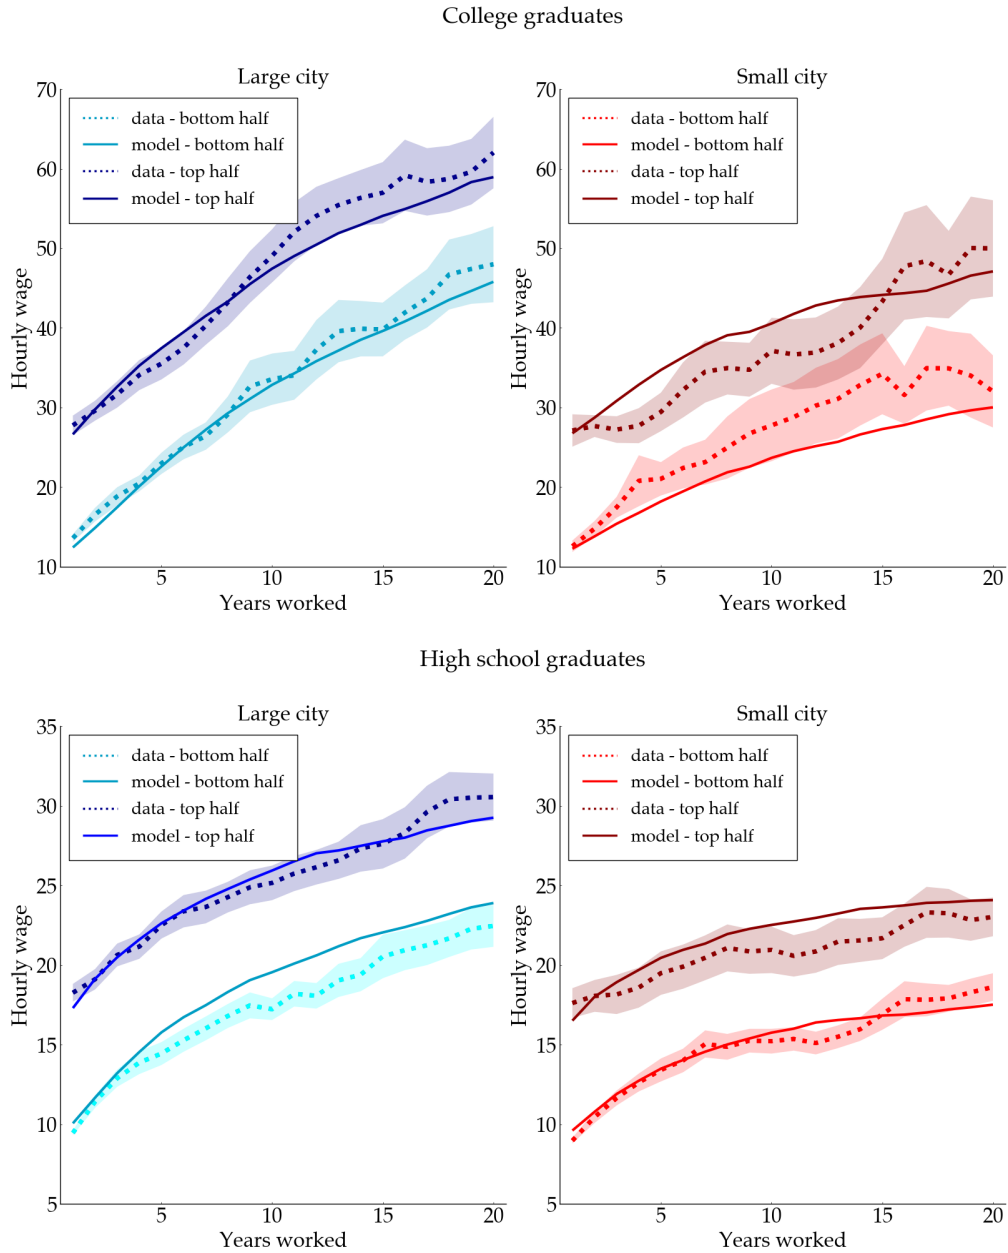 College graduates
Large city
Small city
70
60
50
40
30
20
10
data - bottom half
model - bottom half
data - top half
model - top half
Hourly wage
5
10
15
20
Years worked
70
60
50
40
30
20
10
data - bottom half
model - bottom half
data - top half
model - top half
Hourly wage
5
10
15
20
Years worked
High school graduates
Large city
Small city
35
30
25
20
15
10
5
data - bottom half
model - bottom half
data - top half
model - top half
Hourly wage
5
10
15
20
Years worked
35
30
25
20
15
10
5
data - bottom half
model - bottom half
data - top half
model - top half
Hourly wage
5
10
15
20
Years worked